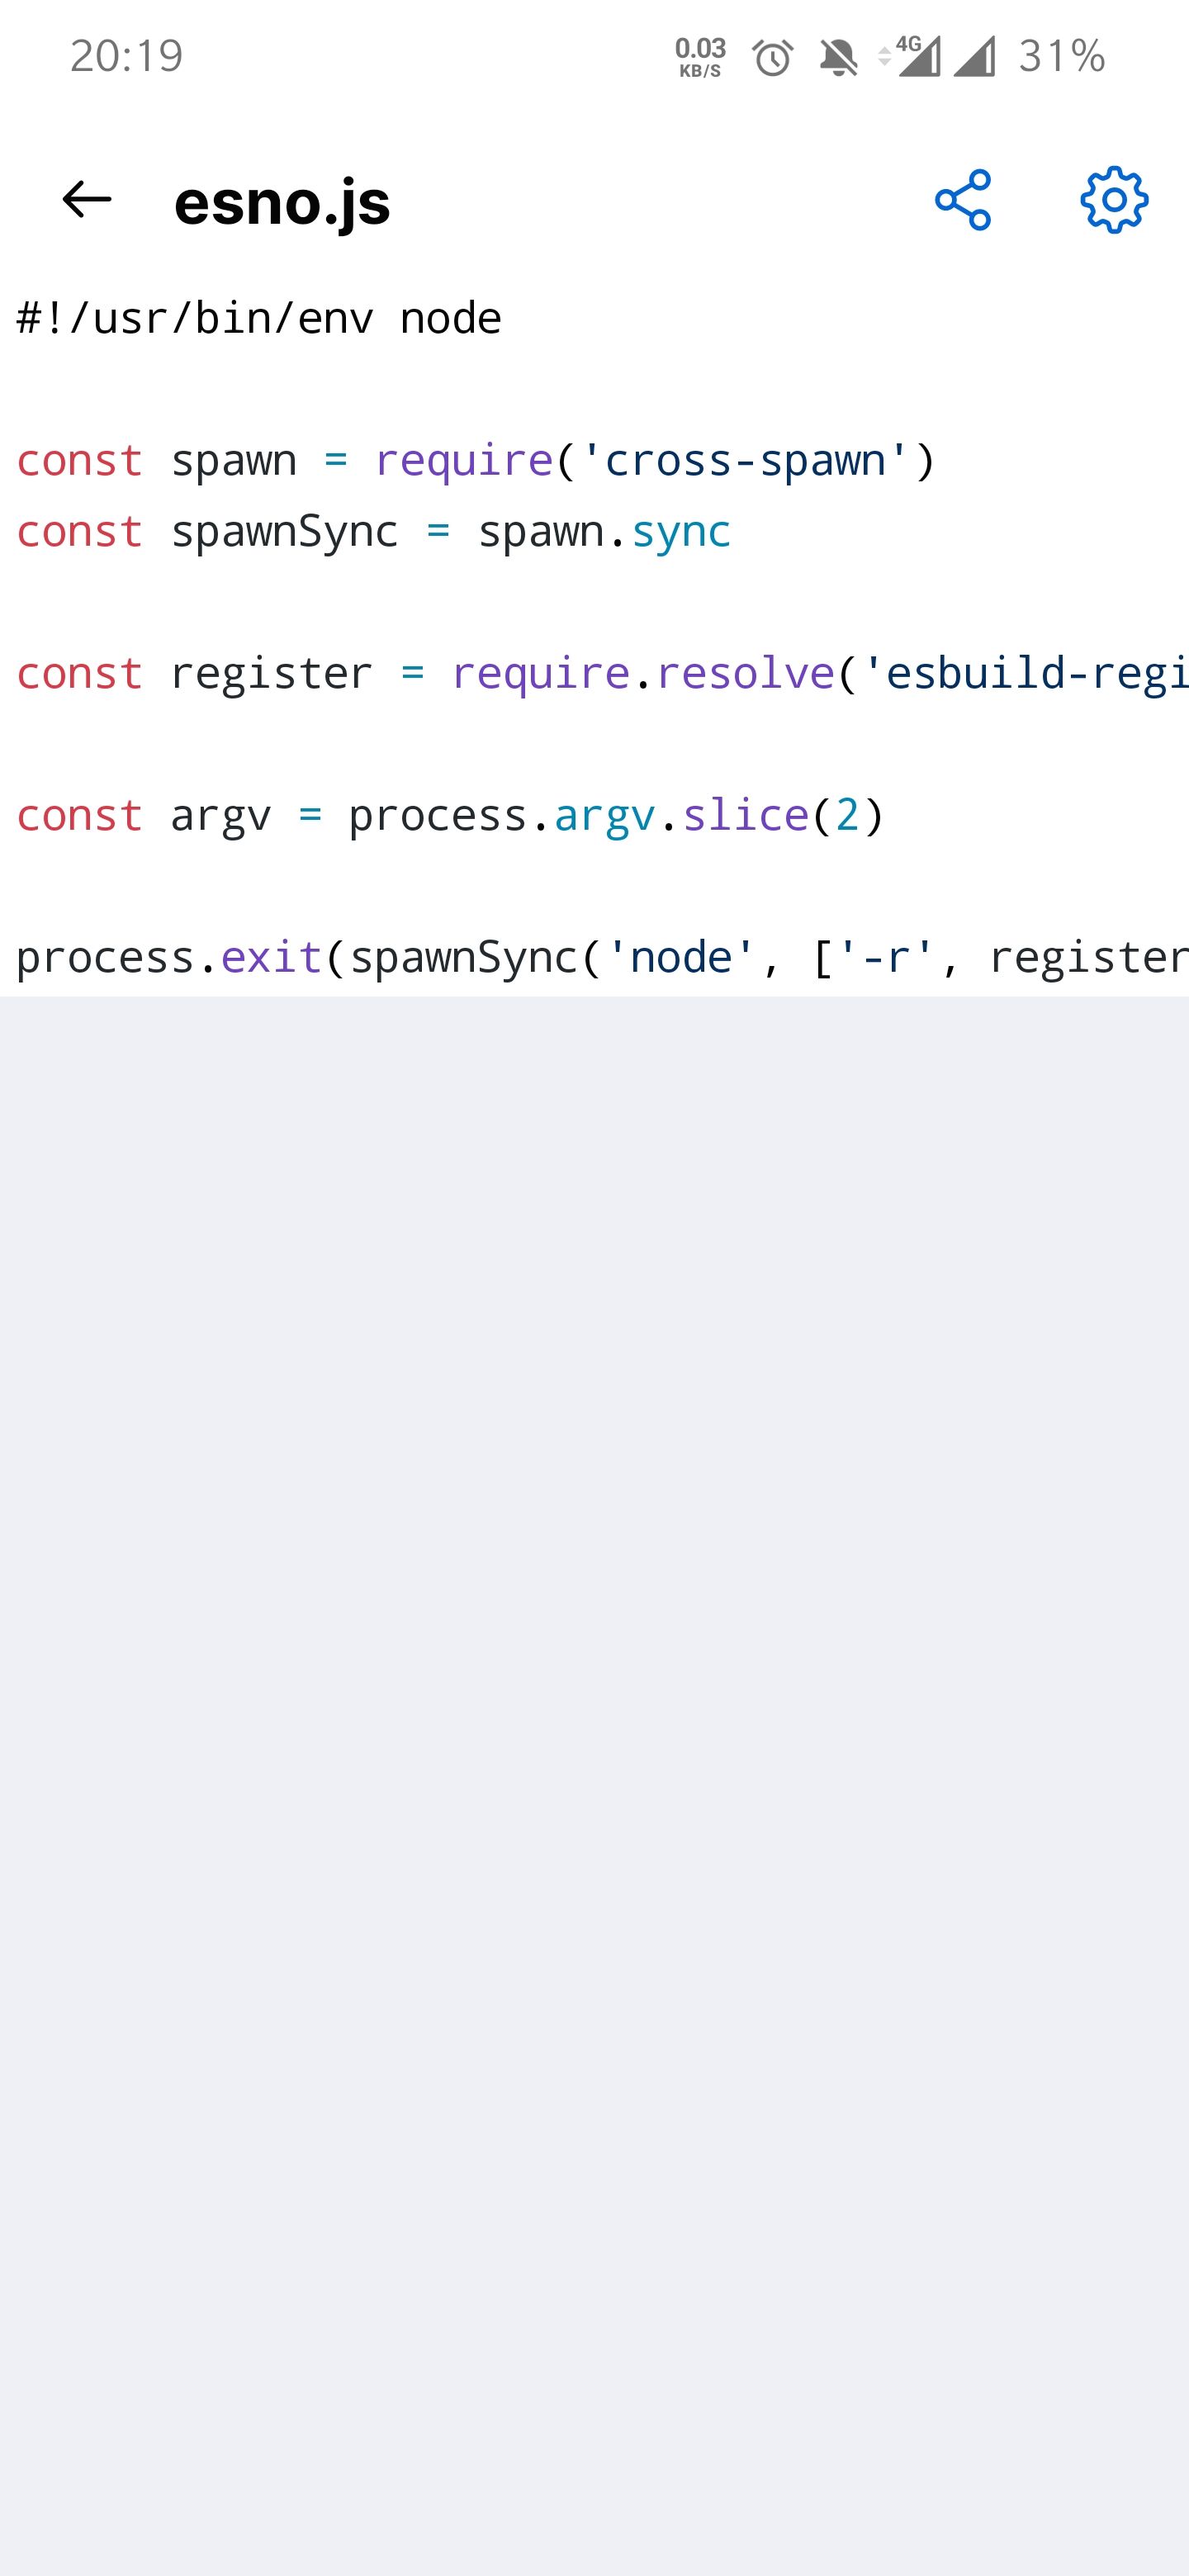 20:19 0.03 KB/S 4G 31%
esno.js
#!/usr/bin/env node
const spawn = require('cross-spawn')
const spawnSync = spawn.sync
const register = require.resolve('esbuild-regi
const argv = process.argv.slice(2)
process.exit(spawnSync('node', ['-r', register